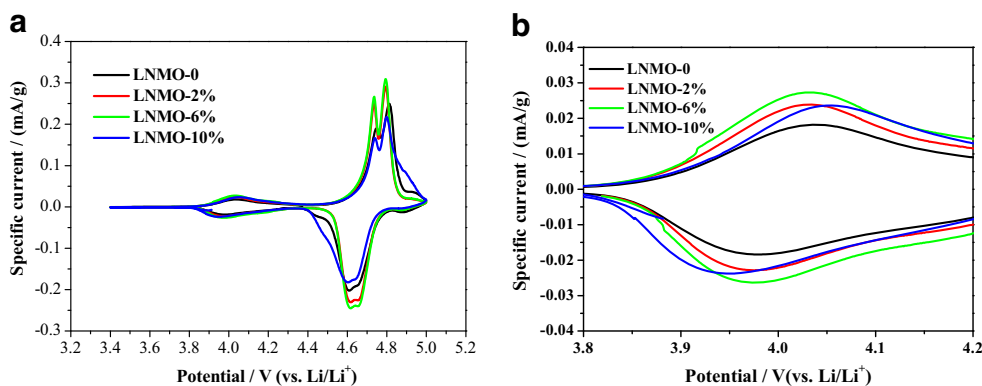 a
0.4
0.3
0.2
0.1
0.0
-0.1
-0.2
-0.3
Specific current / (mA/g)
LNMO-0
LNMO-2%
LNMO-6%
LNMO-10%
3.2 3.4 3.6 3.8 4.0 4.2 4.4 4.6 4.8 5.0 5.2
Potential / V (vs. Li/Li+)
b
0.04
0.03
0.02
0.01
0.00
-0.01
-0.02
-0.03
-0.04
Specific current / (mA/g)
LNMO-0
LNMO-2%
LNMO-6%
LNMO-10%
3.8 3.9 4.0 4.1 4.2
Potential / V(vs. Li/Li+)